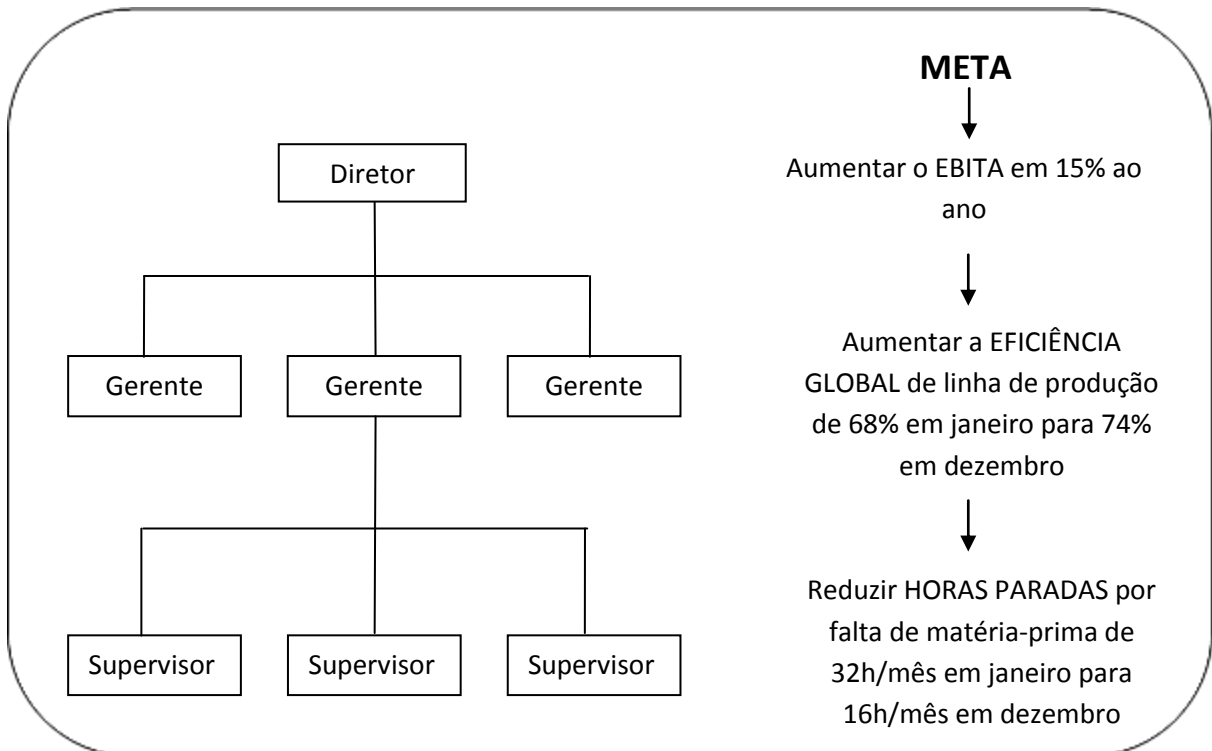 META
Diretor
Aumentar o EBITA em 15% ao
ano
Gerente
Gerente
Gerente
Aumentar a EFICIÊNCIA
GLOBAL de linha de produção
de 68% em janeiro para 74%
em dezembro
Supervisor
Supervisor
Supervisor
Reduzir HORAS PARADAS por
falta de matéria-prima de
32h/mês em janeiro para
16h/mês em dezembro